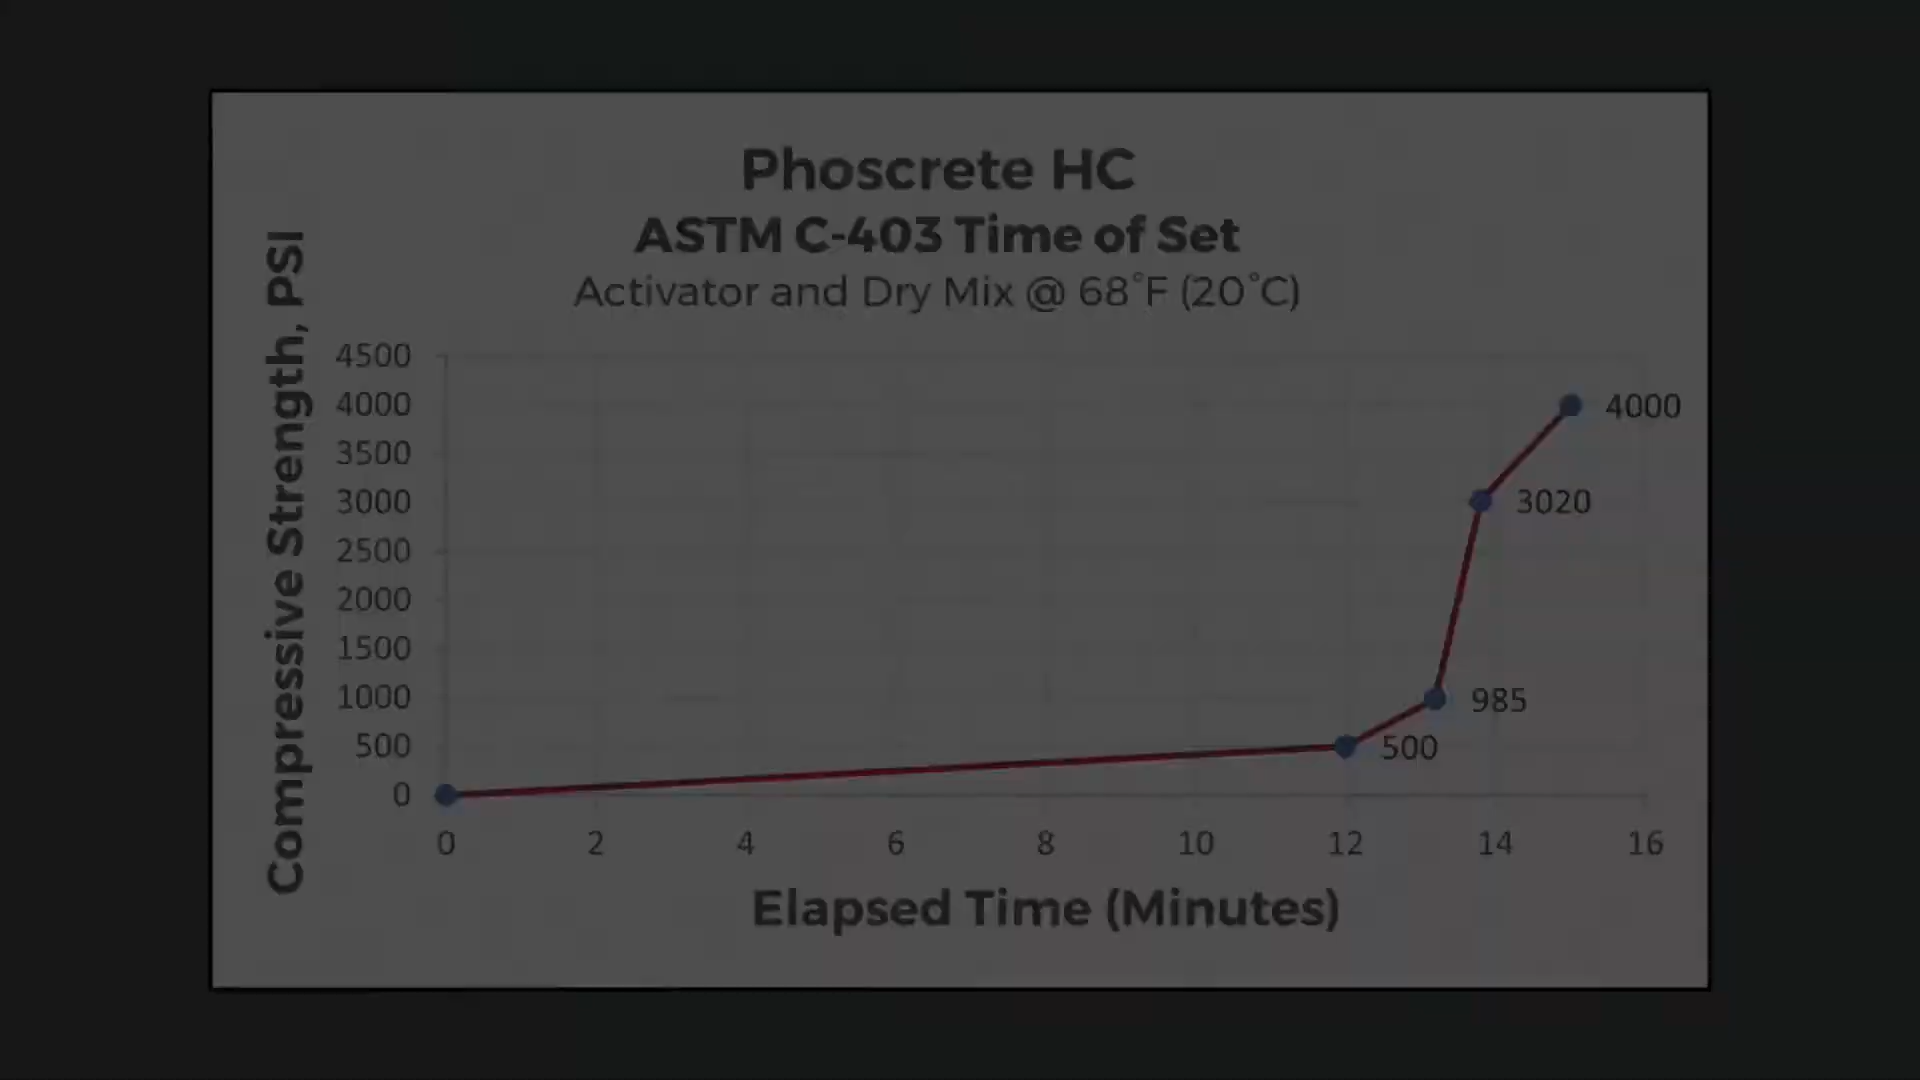 Phoscrete HC
ASTM C-403 Time of Set
Activator and Dry Mix @ 68°F (20°C)
Compressive Strength, PSI
4500
4000
3500
3000
2500
2000
1500
1000
500
0
4000
3020
985
500
0 2 4 6 8 10 12 14 16
Elapsed Time (Minutes)